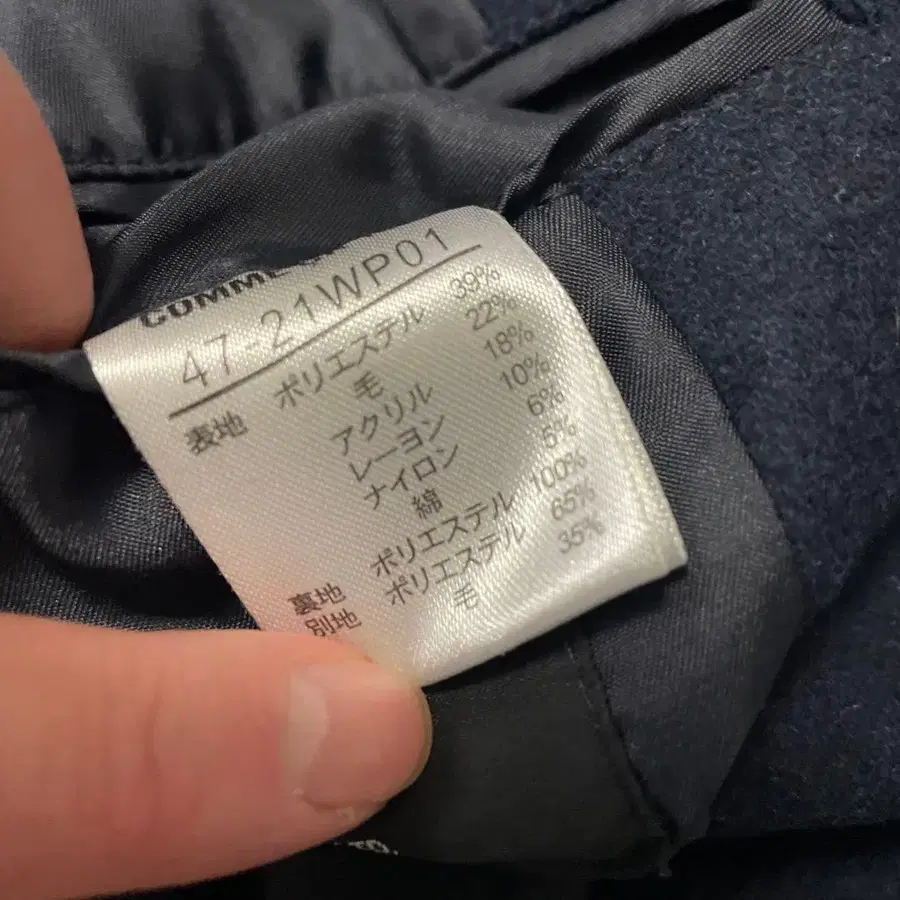 COMME
47-21WP01
表地 ポリエステル 39%
毛 22%
アクリル 18%
レーヨン 10%
ナイロン 6%
綿 5%
裏地 ポリエステル 100%
別地 ポリエステル 65%
毛 35%